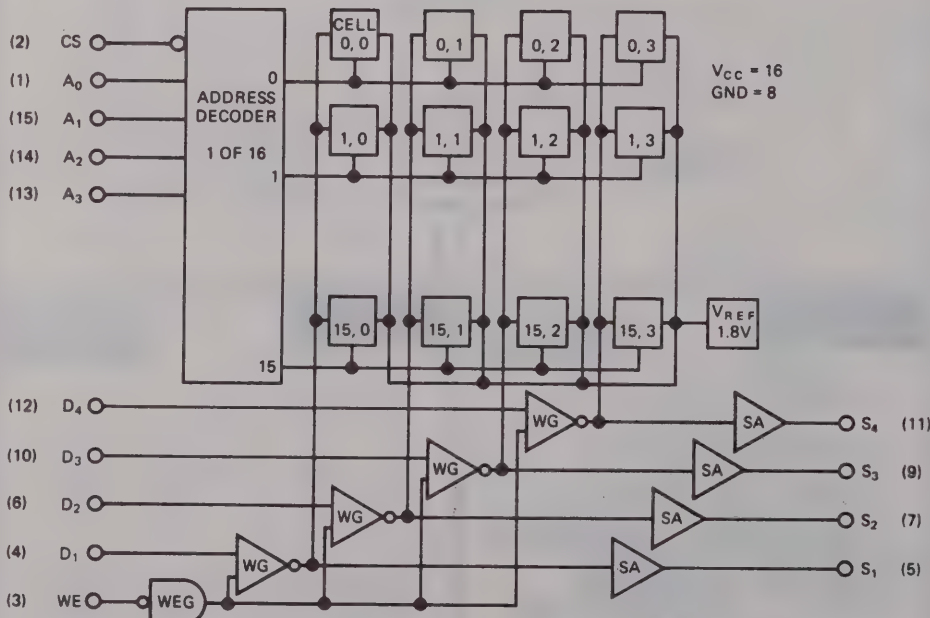 (2) CS
(1) A0
(15) A1
(14) A2
(13) A3
ADDRESS
DECODER
1 OF 16
0
1
15
CELL
0, 0
0, 1
0, 2
0, 3
1, 0
1, 1
1, 2
1, 3
15, 0
15, 1
15, 2
15, 3
VCC = 16
GND = 8
VREF
1.8V
(12) D4
WG
SA
S4 (11)
(10) D3
WG
SA
S3 (9)
(6) D2
WG
SA
S2 (7)
(4) D1
WG
SA
S1 (5)
(3) WE
WEG